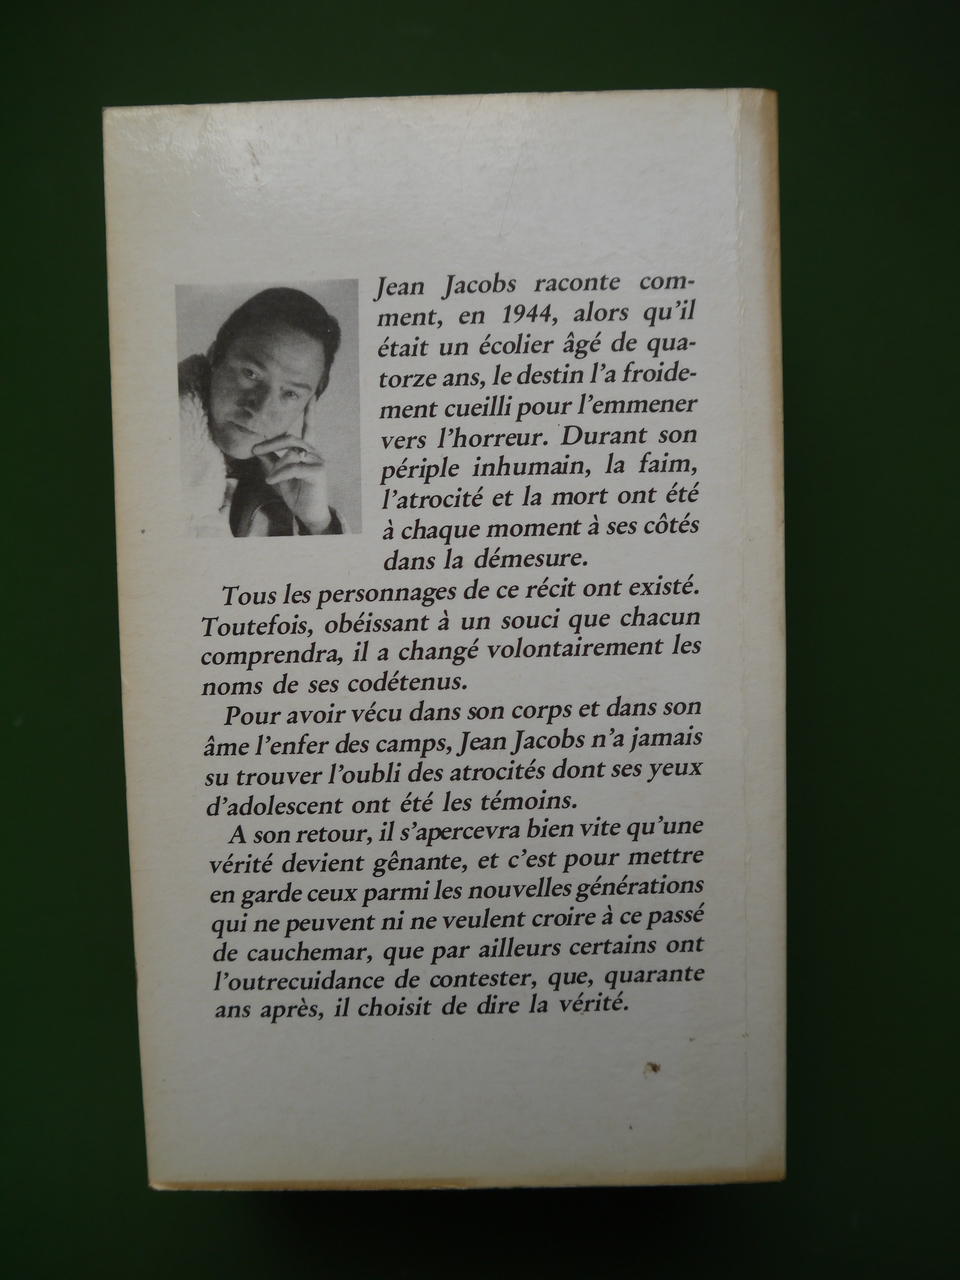 Jean Jacobs raconte com-
ment, en 1944, alors qu'il
était un écolier âgé de qua-
torze ans, le destin l'a froide-
ment cueilli pour l'emmener
vers l'horreur. Durant son
périple inhumain, la faim,
l'atrocité et la mort ont été
à chaque moment à ses côtés
dans la démesure.
Tous les personnages de ce récit ont existé.
Toutefois, obéissant à un souci que chacun
comprendra, il a changé volontairement les
noms de ses codétenus.
Pour avoir vécu dans son corps et dans son
âme l'enfer des camps, Jean Jacobs n'a jamais
su trouver l'oubli des atrocités dont ses yeux
d'adolescent ont été les témoins.
A son retour, il s'apercevra bien vite qu'une
vérité devient gênante, et c'est pour mettre
en garde ceux parmi les nouvelles générations
qui ne peuvent ni ne veulent croire à ce passé
de cauchemar, que par ailleurs certains ont
l'outrecuidance de contester, que, quarante
ans après, il choisit de dire la vérité.